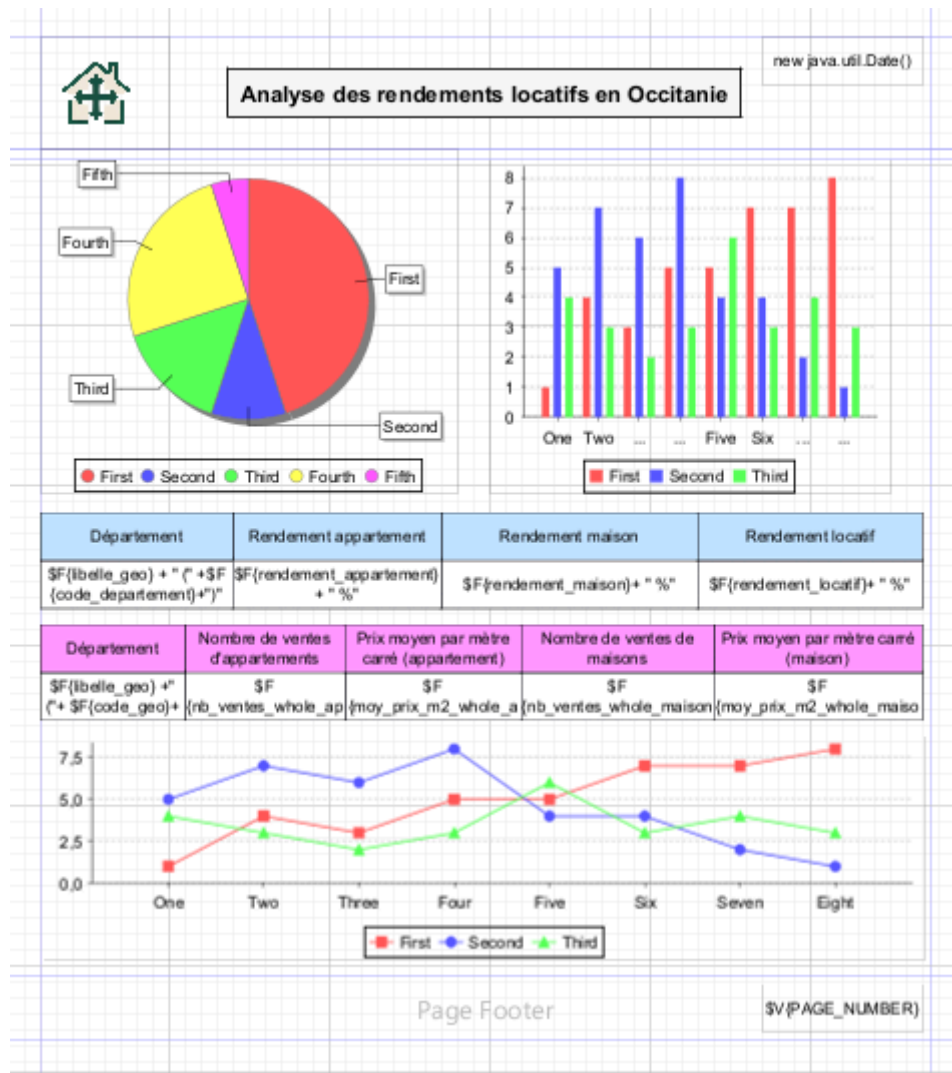 new java.util.Date()
Analyse des rendements locatifs en Occitanie
Fifth
Fourth
First
Third
Second
First Second Third Fourth Fifth
8
7
6
5
4
3
2
1
0
One Two ... ... Five Six ... ...
First Second Third
Département Rendement appartement Rendement maison Rendement locatif
$F{libelle_geo) + " (" +$F
{code_departement}+")"
$F{rendement_appartement)
+ " %"
$F{rendement_maison}+ " %"
$F{rendement_locatif}+ " %"
Département
Nombre de ventes
d'appartements
Prix moyen par mètre
carré (appartement)
Nombre de ventes de
maisons
Prix moyen par mètre carré
(maison)
$F{libelle_geo) +"
("+ $F{code_geo}+
$F
{nb_ventes_whole_ap
$F
{moy_prix_m2_whole_a
$F
{nb_ventes_whole_maison
$F
{moy_prix_m2_whole_maiso
7,5
5,0
2,5
0,0
One Two Three Four Five Six Seven Eight
First Second Third
Page Footer
$V{PAGE_NUMBER}